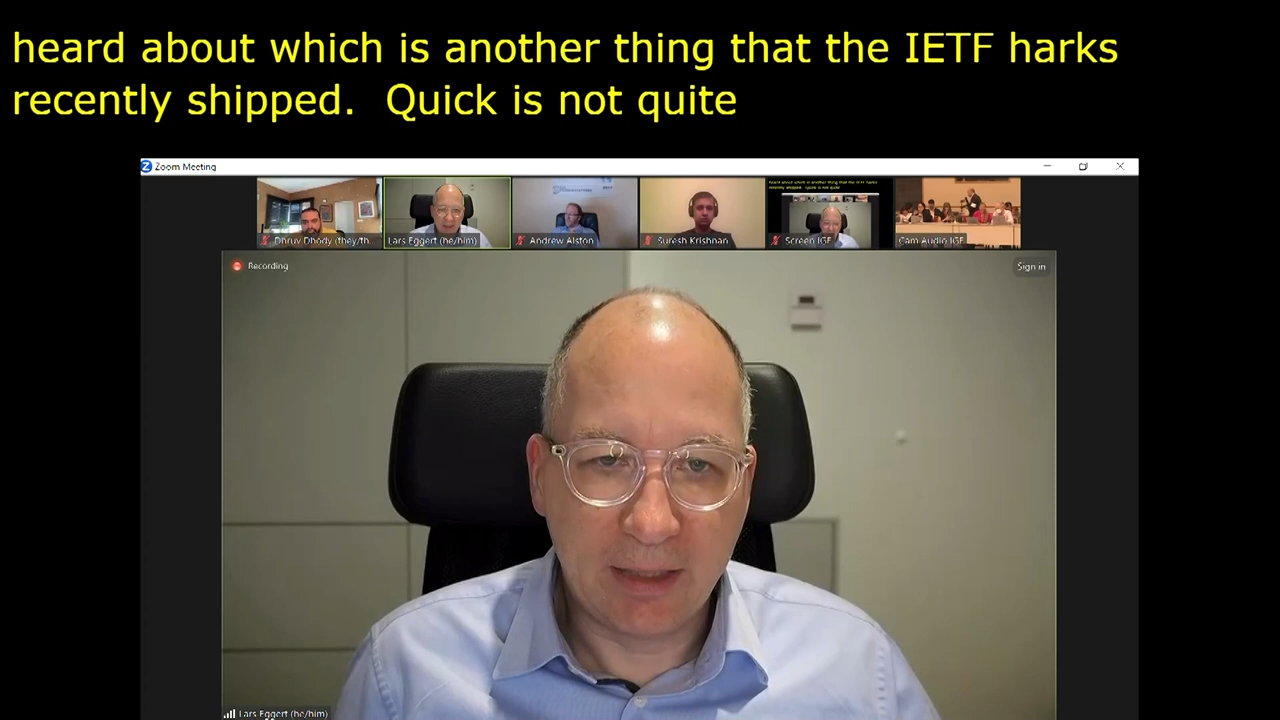 heard about which is another thing that the IETF harks
recently shipped.  Quick is not quite
Zoom Meeting
Dhruv Dhody (they/th...
Lars Eggert (he/him)
Andrew Alston
Suresh Krishnan
Screen IGF
Cam Audio IGF
Recording
Sign in
Lars Eggert (he/him)